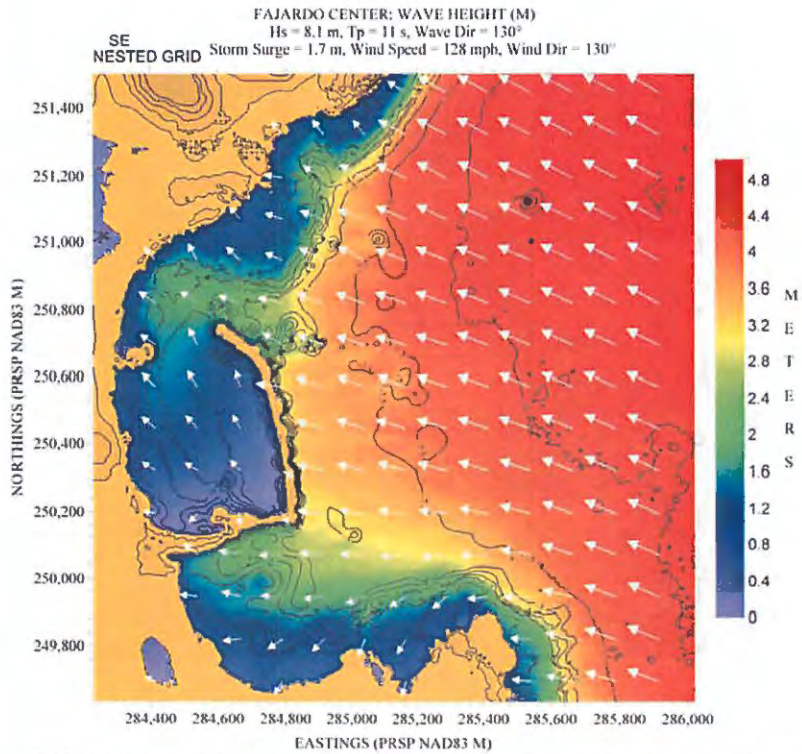 FAJARDO CENTER: WAVE HEIGHT (M)
Hs = 8.1 m, Tp = 11 s, Wave Dir = 130°
Storm Surge = 1.7 m, Wind Speed = 128 mph, Wind Dir = 130°
SE
NESTED GRID
251,400
251,200
251,000
250,800
250,600
250,400
250,200
250,000
249,800
NORTHINGS (PRSP NAD83 M)
284,400 284,600 284,800 285,000 285,200 285,400 285,600 285,800 286,000
EASTINGS (PRSP NAD83 M)
4.8
4.4
4
3.6
3.2
2.8
2.4
2
1.6
1.2
0.8
0.4
0
M
E
T
E
R
S